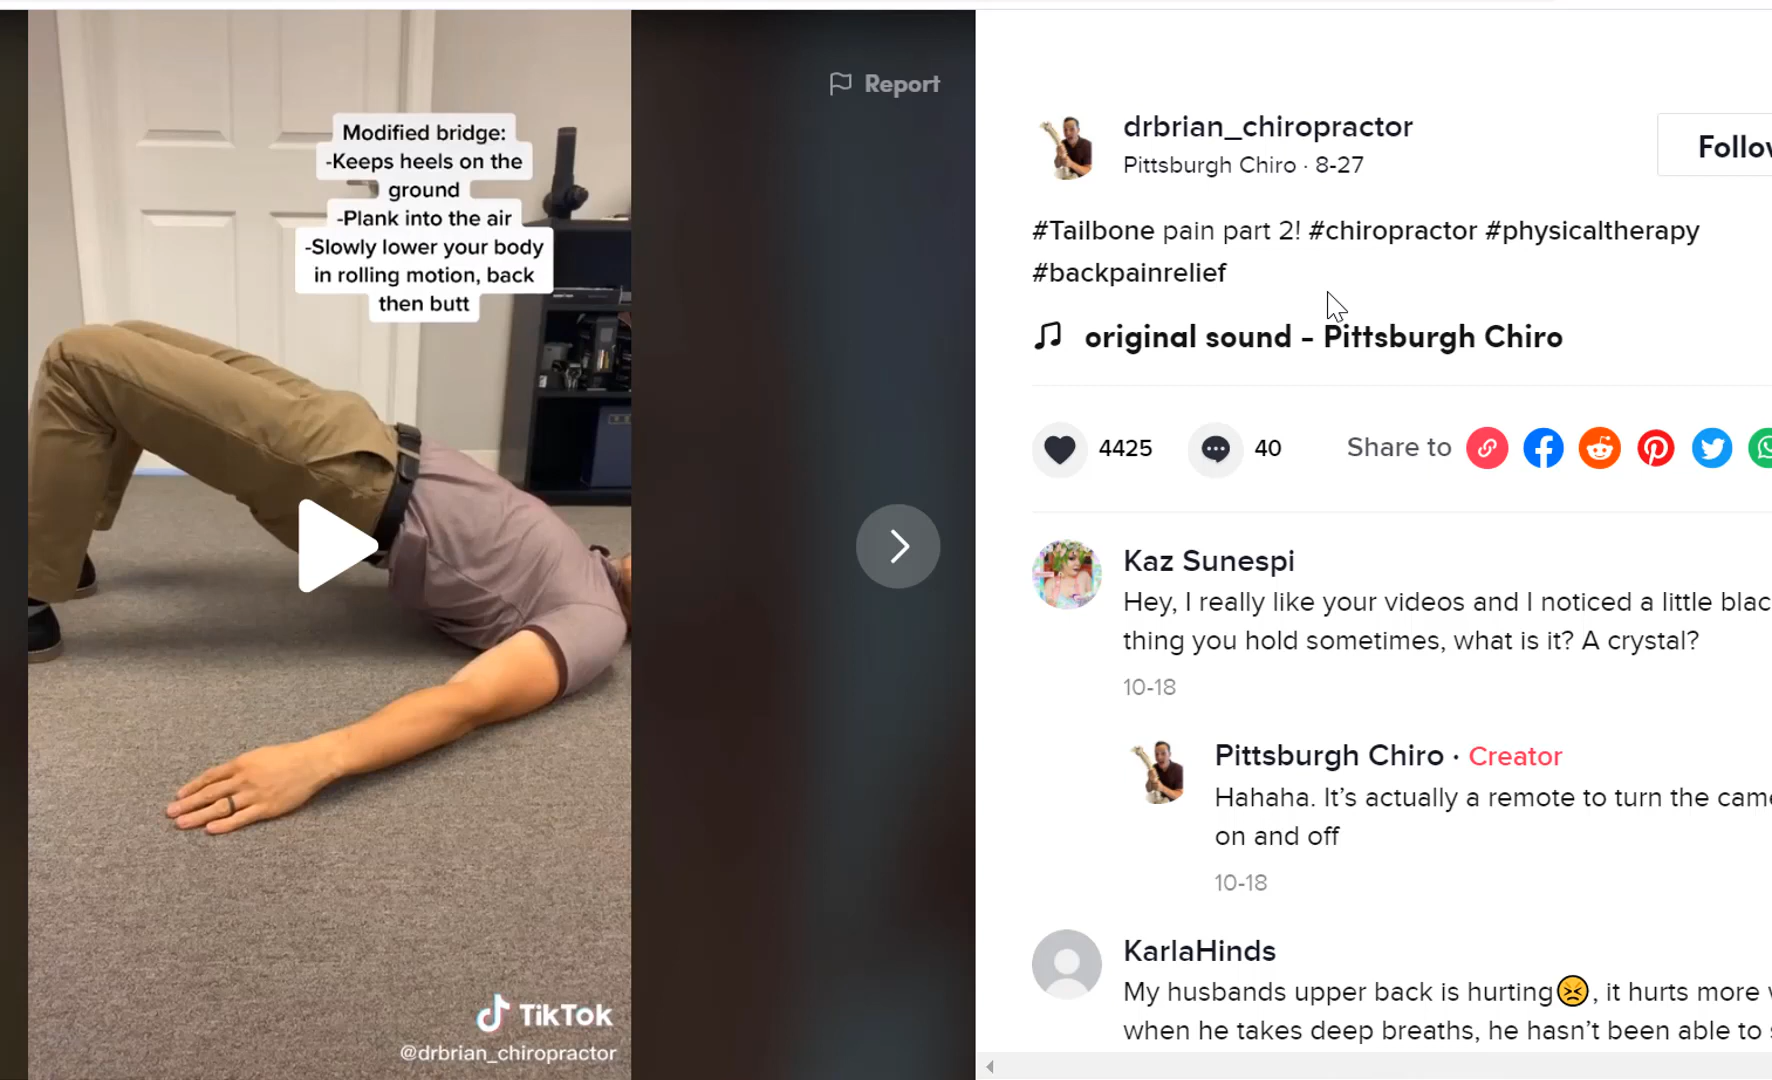 Modified bridge:
-Keeps heels on the
ground
-Plank into the air
-Slowly lower your body
in rolling motion, back
then butt
TikTok
@drbrian_chiropractor
Report
drbrian_chiropractor
Pittsburgh Chiro · 8-27
Follow
#Tailbone pain part 2! #chiropractor #physicaltherapy
#backpainrelief
original sound - Pittsburgh Chiro
4425
40
Share to
Kaz Sunespi
Hey, I really like your videos and I noticed a little blac
thing you hold sometimes, what is it? A crystal?
10-18
Pittsburgh Chiro · Creator
Hahaha. It's actually a remote to turn the came
on and off
10-18
KarlaHinds
My husbands upper back is hurting😣, it hurts more
when he takes deep breaths, he hasn't been able to